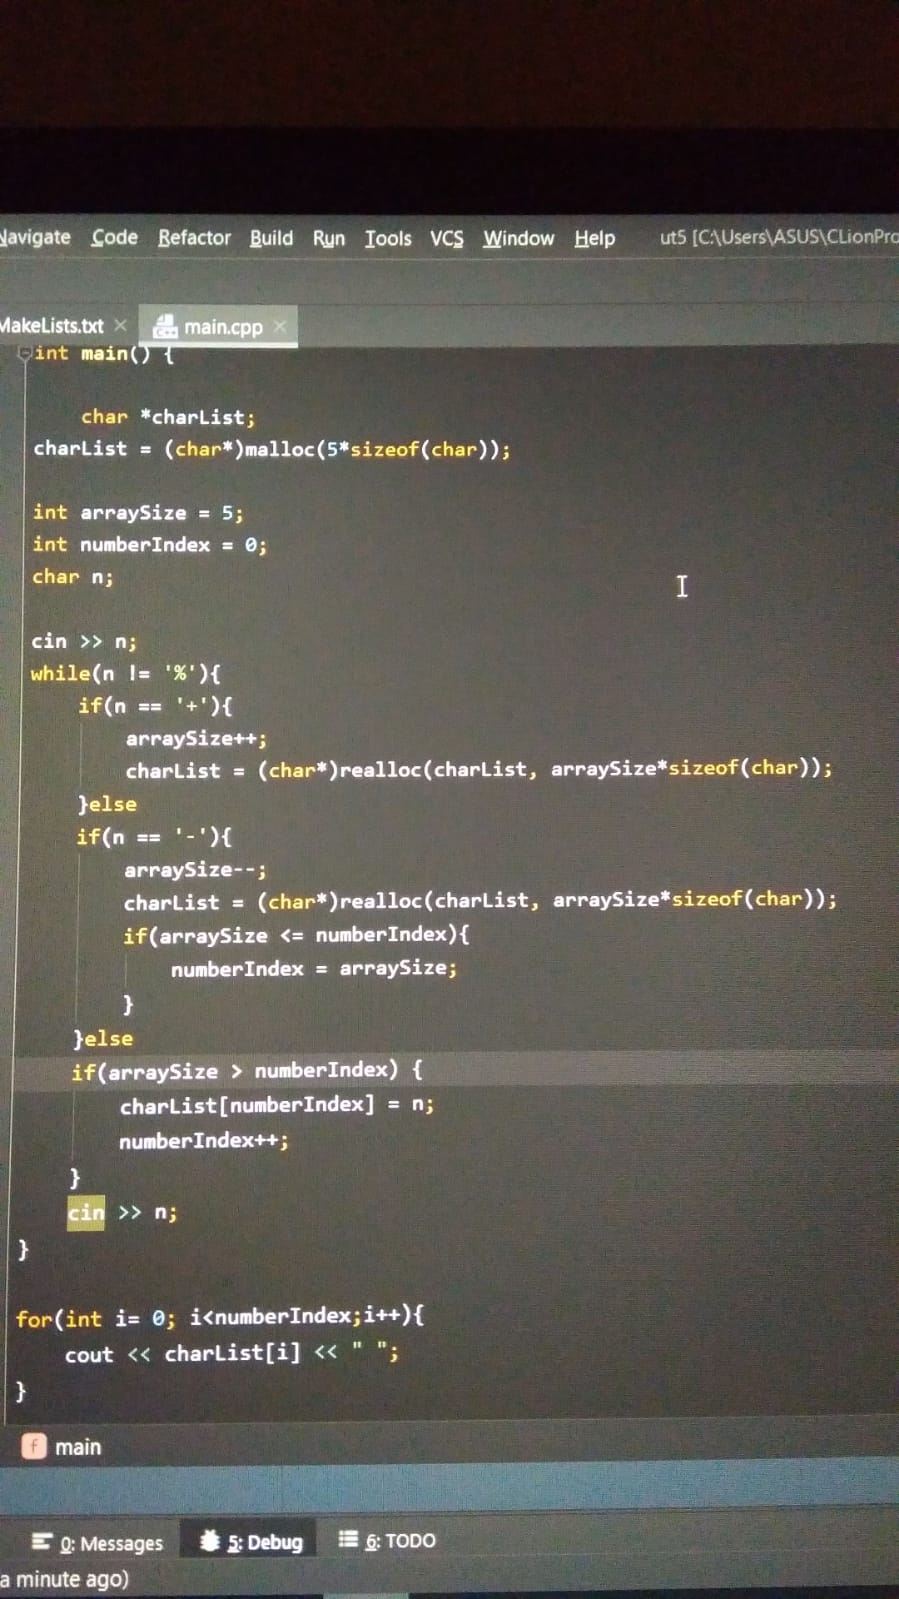 Navigate Code Refactor Build Run Tools VCS Window Help ut5 [C:\Users\ASUS\CLionPro
MakeLists.txt × main.cpp ×
int main() {
char *charList;
charList = (char*)malloc(5*sizeof(char));
int arraySize = 5;
int numberIndex = 0;
char n;
cin >> n;
while(n != '%'){
if(n == '+'){
arraySize++;
charList = (char*)realloc(charList, arraySize*sizeof(char));
}else
if(n == '-'){
arraySize--;
charList = (char*)realloc(charList, arraySize*sizeof(char));
if(arraySize <= numberIndex){
numberIndex = arraySize;
}
}else
if(arraySize > numberIndex) {
charList[numberIndex] = n;
numberIndex++;
}
cin >> n;
}
for(int i= 0; i<numberIndex;i++){
cout << charList[i] << " ";
}
f main
0: Messages 5: Debug 6: TODO
a minute ago)